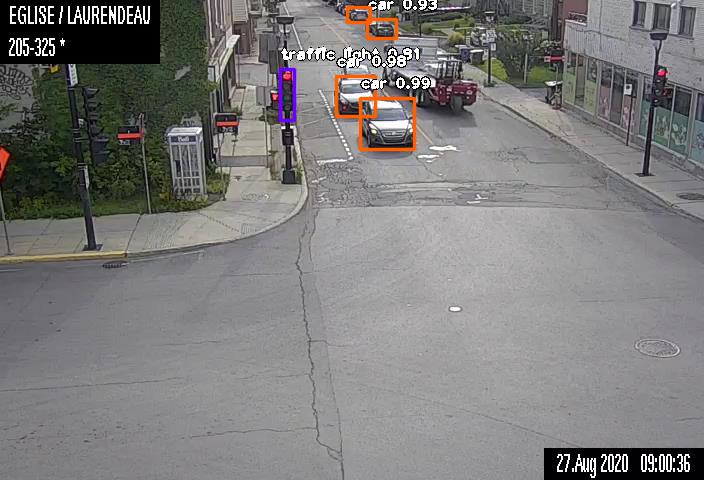 EGLISE / LAURENDEAU
205-325 *
car 0.93
traffic light 0.91
car 0.98
car 0.99
27.Aug 2020 09:00:36